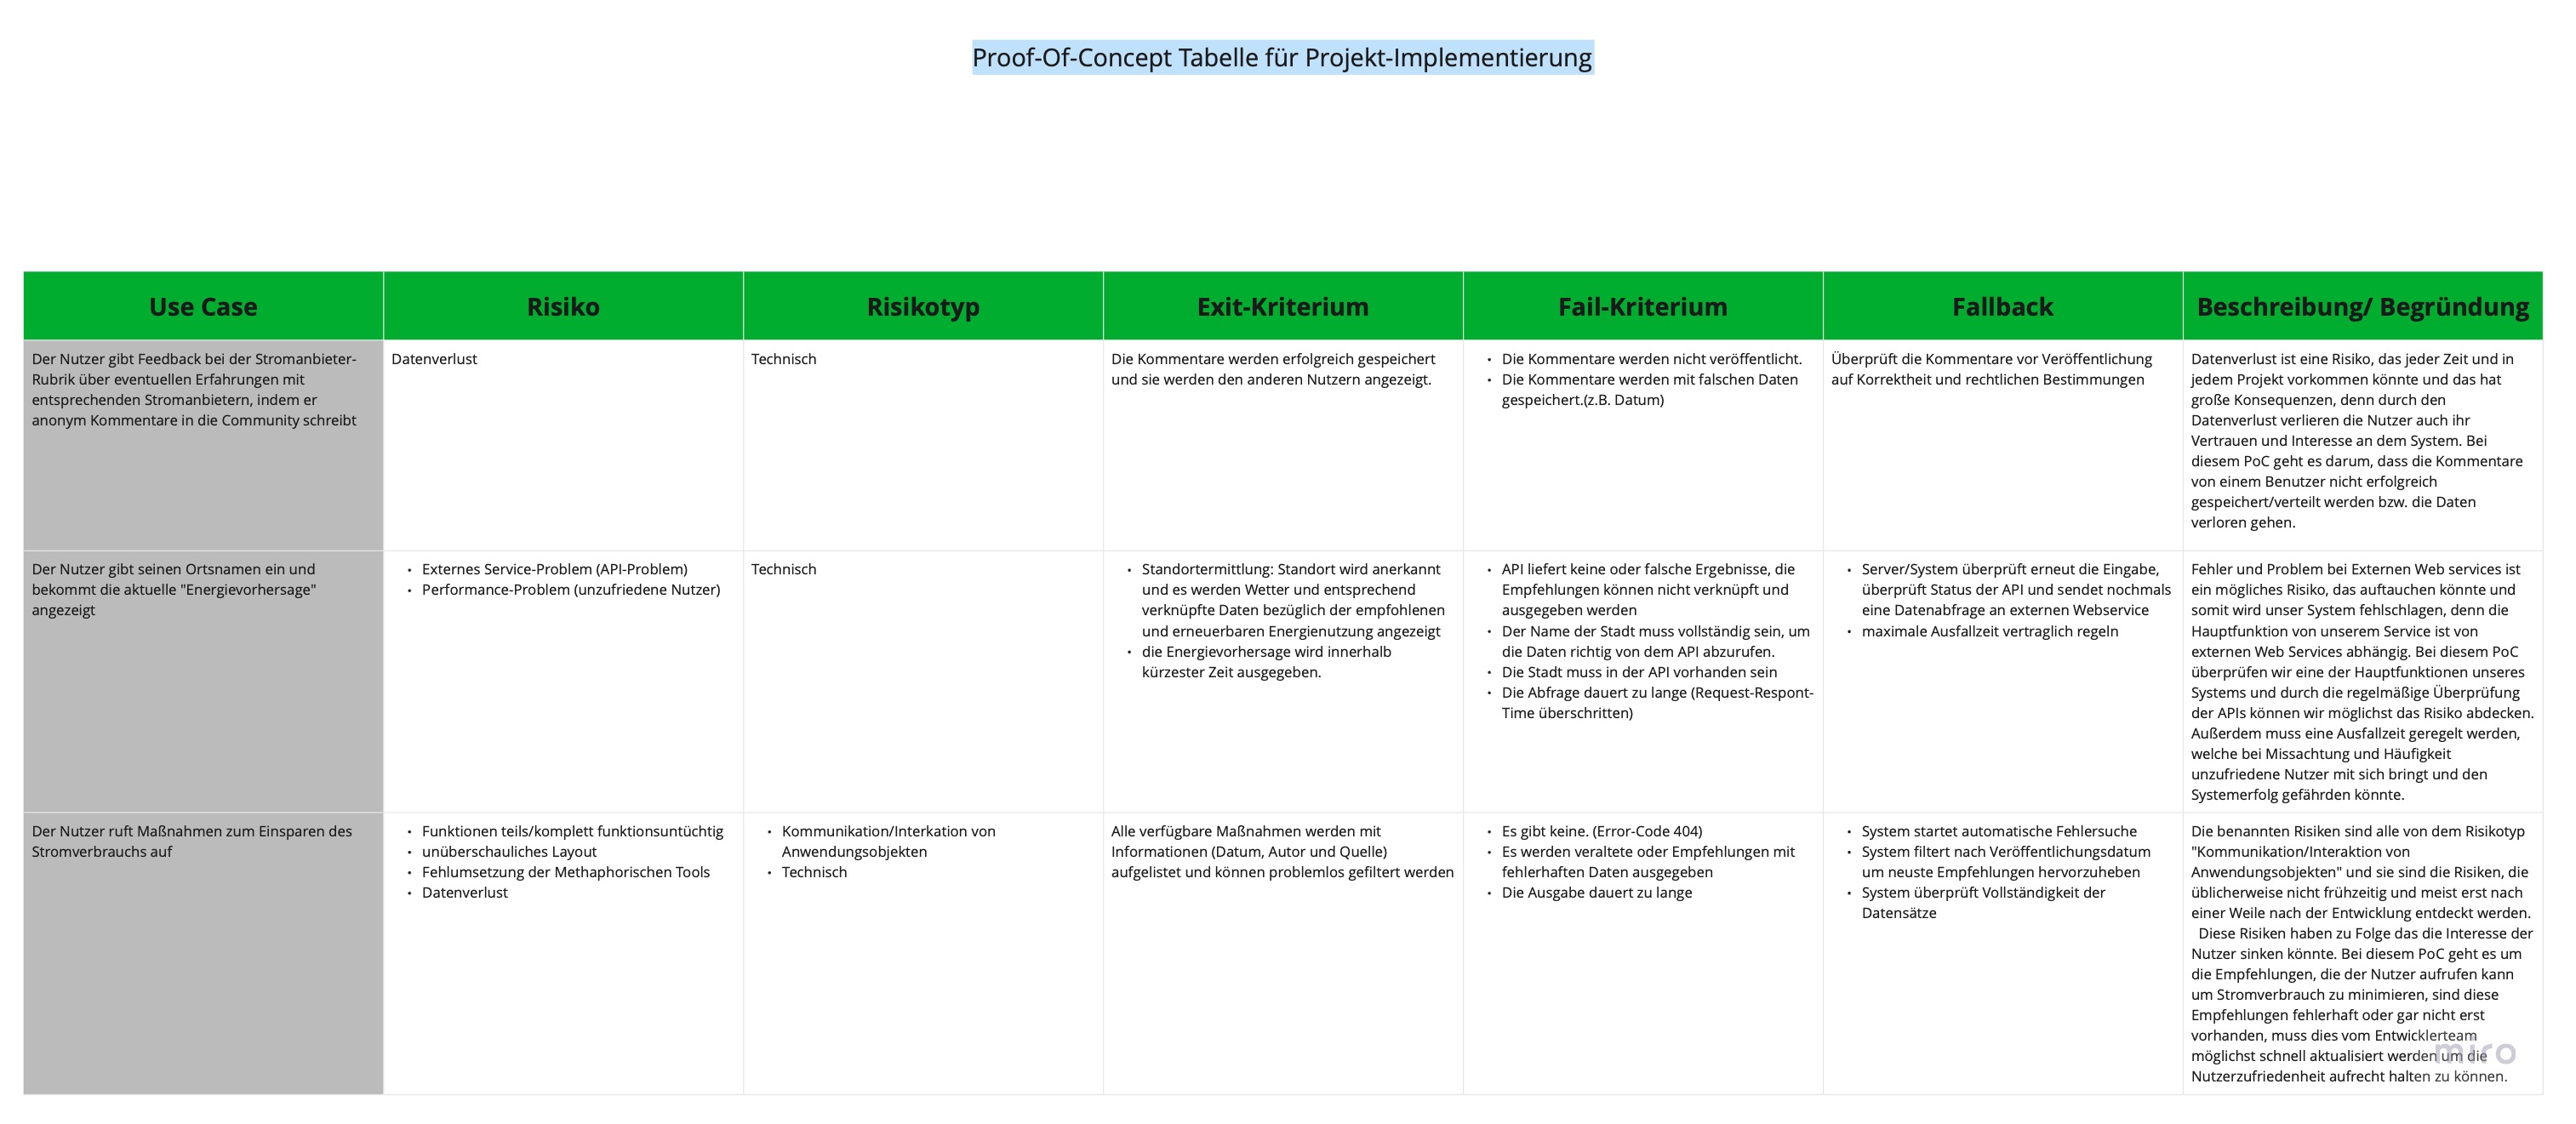 Proof-Of-Concept Tabelle für Projekt-Implementierung
Use Case
Risiko
Risikotyp
Exit-Kriterium
Fail-Kriterium
Fallback
Beschreibung/ Begründung
Der Nutzer gibt Feedback bei der Stromanbieter-
Rubrik über eventuellen Erfahrungen mit
entsprechenden Stromanbietern, indem er
anonym Kommentare in die Community schreibt
Datenverlust
Technisch
Die Kommentare werden erfolgreich gespeichert
und sie werden den anderen Nutzern angezeigt.
• Die Kommentare werden nicht veröffentlicht.
• Die Kommentare werden mit falschen Daten
gespeichert.(z.B. Datum)
Überprüft die Kommentare vor Veröffentlichung
auf Korrektheit und rechtlichen Bestimmungen
Datenverlust ist eine Risiko, das jeder Zeit und in
jedem Projekt vorkommen könnte und das hat
große Konsequenzen, denn durch den
Datenverlust verlieren die Nutzer auch ihr
Vertrauen und Interesse an dem System. Bei
diesem PoC geht es darum, dass die Kommentare
von einem Benutzer nicht erfolgreich
gespeichert/verteilt werden bzw. die Daten
verloren gehen.
Der Nutzer gibt seinen Ortsnamen ein und
bekommt die aktuelle "Energievorhersage"
angezeigt
• Externes Service-Problem (API-Problem)
• Performance-Problem (unzufriedene Nutzer)
Technisch
• Standortermittlung: Standort wird anerkannt
und es werden Wetter und entsprechend
verknüpfte Daten bezüglich der empfohlenen
und erneuerbaren Energienutzung angezeigt
• die Energievorhersage wird innerhalb
kürzester Zeit ausgegeben.
• API liefert keine oder falsche Ergebnisse, die
Empfehlungen können nicht verknüpft und
ausgegeben werden
• Der Name der Stadt muss vollständig sein, um
die Daten richtig von dem API abzurufen.
• Die Stadt muss in der API vorhanden sein
• Die Abfrage dauert zu lange (Request-Respont-
Time überschritten)
• Server/System überprüft erneut die Eingabe,
überprüft Status der API und sendet nochmals
eine Datenabfrage an externen Webservice
• maximale Ausfallzeit vertraglich regeln
Fehler und Problem bei Externen Web services ist
ein mögliches Risiko, das auftauchen könnte und
somit wird unser System fehlschlagen, denn die
Hauptfunktion von unserem Service ist von
externen Web Services abhängig. Bei diesem PoC
überprüfen wir eine der Hauptfunktionen unseres
Systems und durch die regelmäßige Überprüfung
der APIs können wir möglichst das Risiko abdecken.
Außerdem muss eine Ausfallzeit geregelt werden,
welche bei Missachtung und Häufigkeit
unzufriedene Nutzer mit sich bringt und den
Systemerfolg gefährden könnte.
Der Nutzer ruft Maßnahmen zum Einsparen des
Stromverbrauchs auf
• Funktionen teils/komplett funktionsuntüchtig
• unüberschauliches Layout
• Fehlumsetzung der Methaphorischen Tools
• Datenverlust
• Kommunikation/Interkation von
Anwendungsobjekten
• Technisch
Alle verfügbare Maßnahmen werden mit
Informationen (Datum, Autor und Quelle)
aufgelistet und können problemlos gefiltert werden
• Es gibt keine. (Error-Code 404)
• Es werden veraltete oder Empfehlungen mit
fehlerhaften Daten ausgegeben
• Die Ausgabe dauert zu lange
• System startet automatische Fehlersuche
• System filtert nach Veröffentlichungsdatum
um neuste Empfehlungen hervorzuheben
• System überprüft Vollständigkeit der
Datensätze
Die benannten Risiken sind alle von dem Risikotyp
"Kommunikation/Interaktion von
Anwendungsobjekten" und sie sind die Risiken, die
üblicherweise nicht frühzeitig und meist erst nach
einer Weile nach der Entwicklung entdeckt werden.
Diese Risiken haben zu Folge das die Interesse der
Nutzer sinken könnte. Bei diesem PoC geht es um
die Empfehlungen, die der Nutzer aufrufen kann
um Stromverbrauch zu minimieren, sind diese
Empfehlungen fehlerhaft oder gar nicht erst
vorhanden, muss dies vom Entwicklerteam
möglichst schnell aktualisiert werden um die
Nutzerzufriedenheit aufrecht halten zu können.
miro